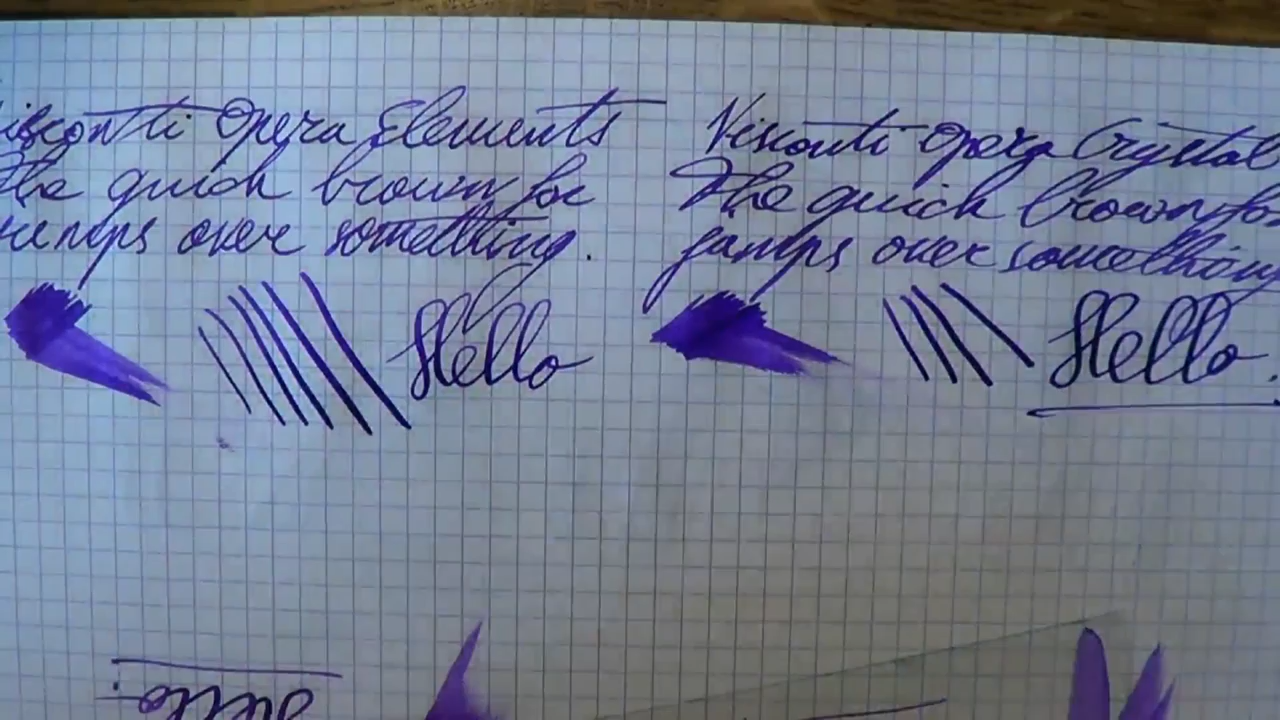 Visconti Opera Elements
The quick brown fox
jumps over something.
Hello
Visconti Opera Crystal
The quick brown fox
jumps over something
Hello.
Hello.